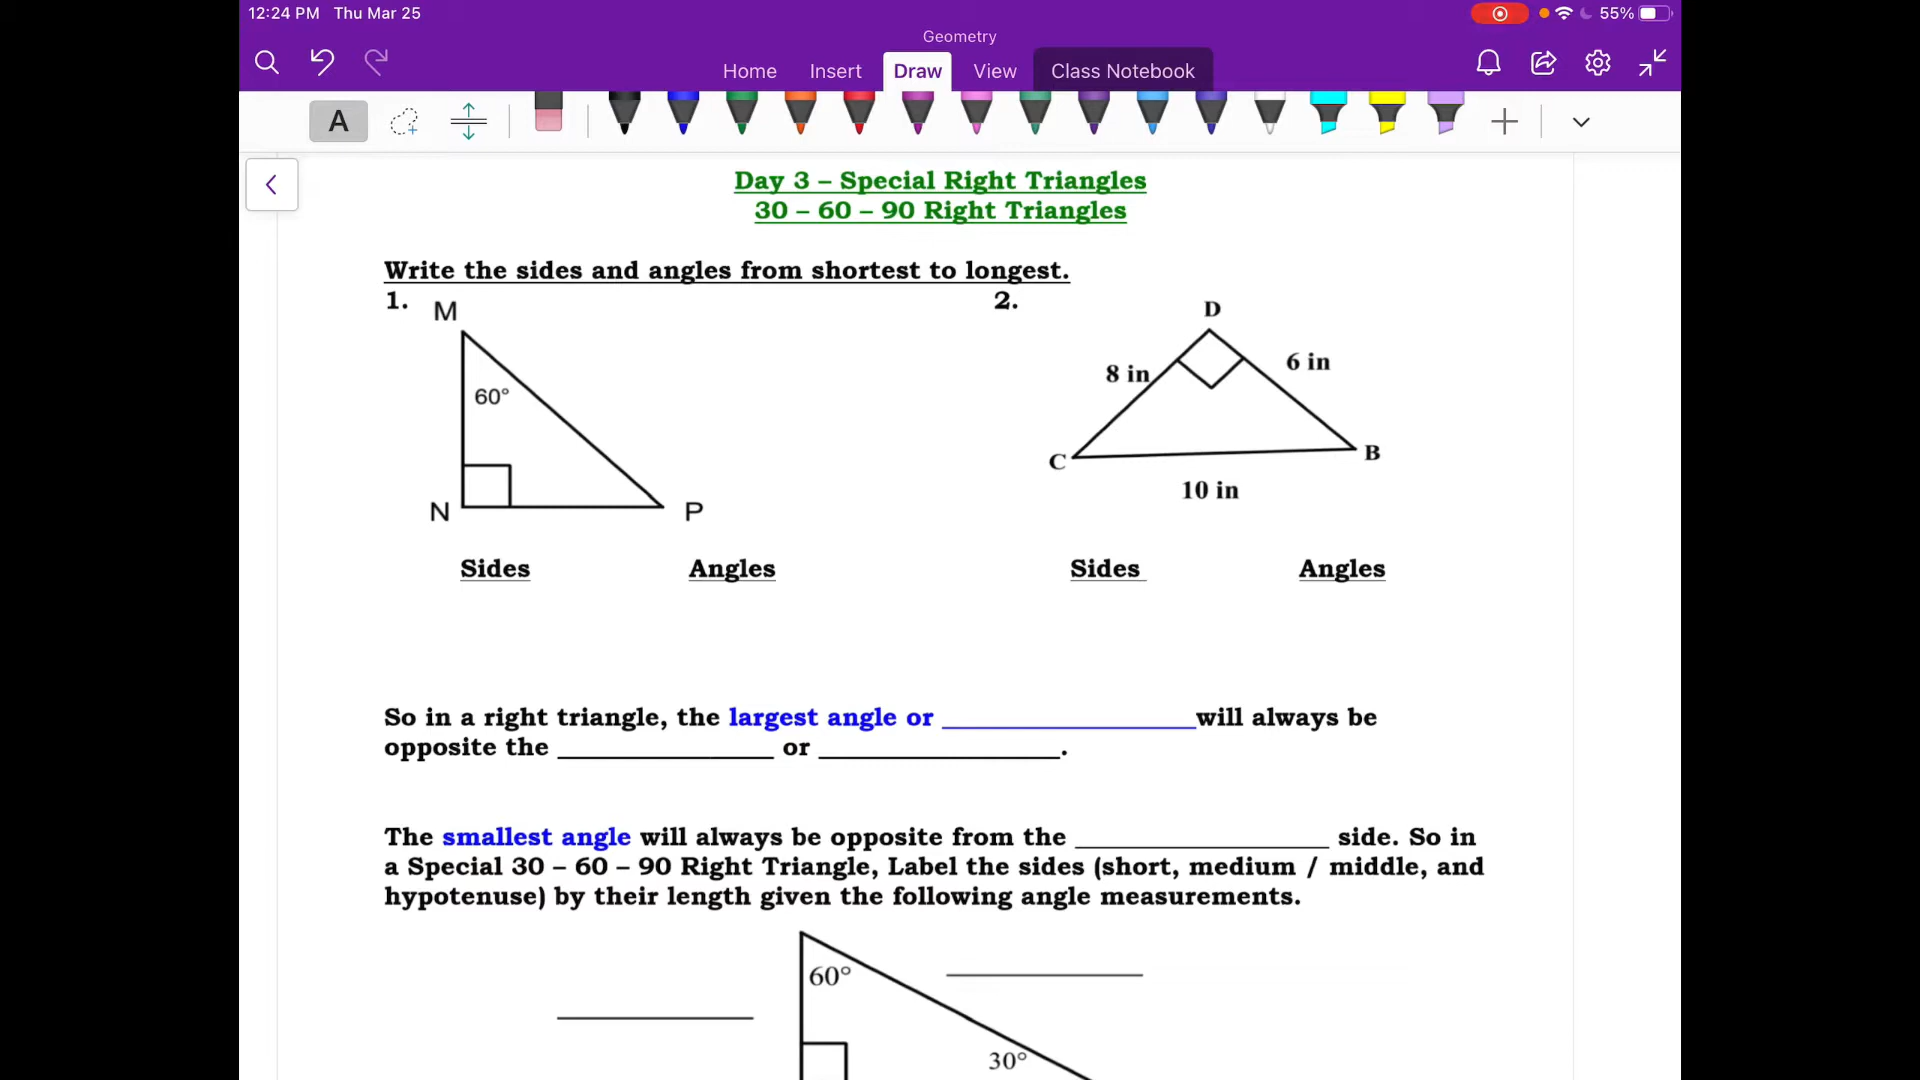 12:24 PM Thu Mar 25
55%
Geometry
Home Insert Draw View Class Notebook
A
Day 3 – Special Right Triangles
30 – 60 – 90 Right Triangles
Write the sides and angles from shortest to longest.
1.
M
60°
N
P
2.
D
8 in
6 in
C
B
10 in
Sides Angles
Sides Angles
So in a right triangle, the largest angle or ____________________will always be
opposite the _________________ or ___________________.
The smallest angle will always be opposite from the ____________________ side. So in
a Special 30 – 60 – 90 Right Triangle, Label the sides (short, medium / middle, and
hypotenuse) by their length given the following angle measurements.
60°
30°